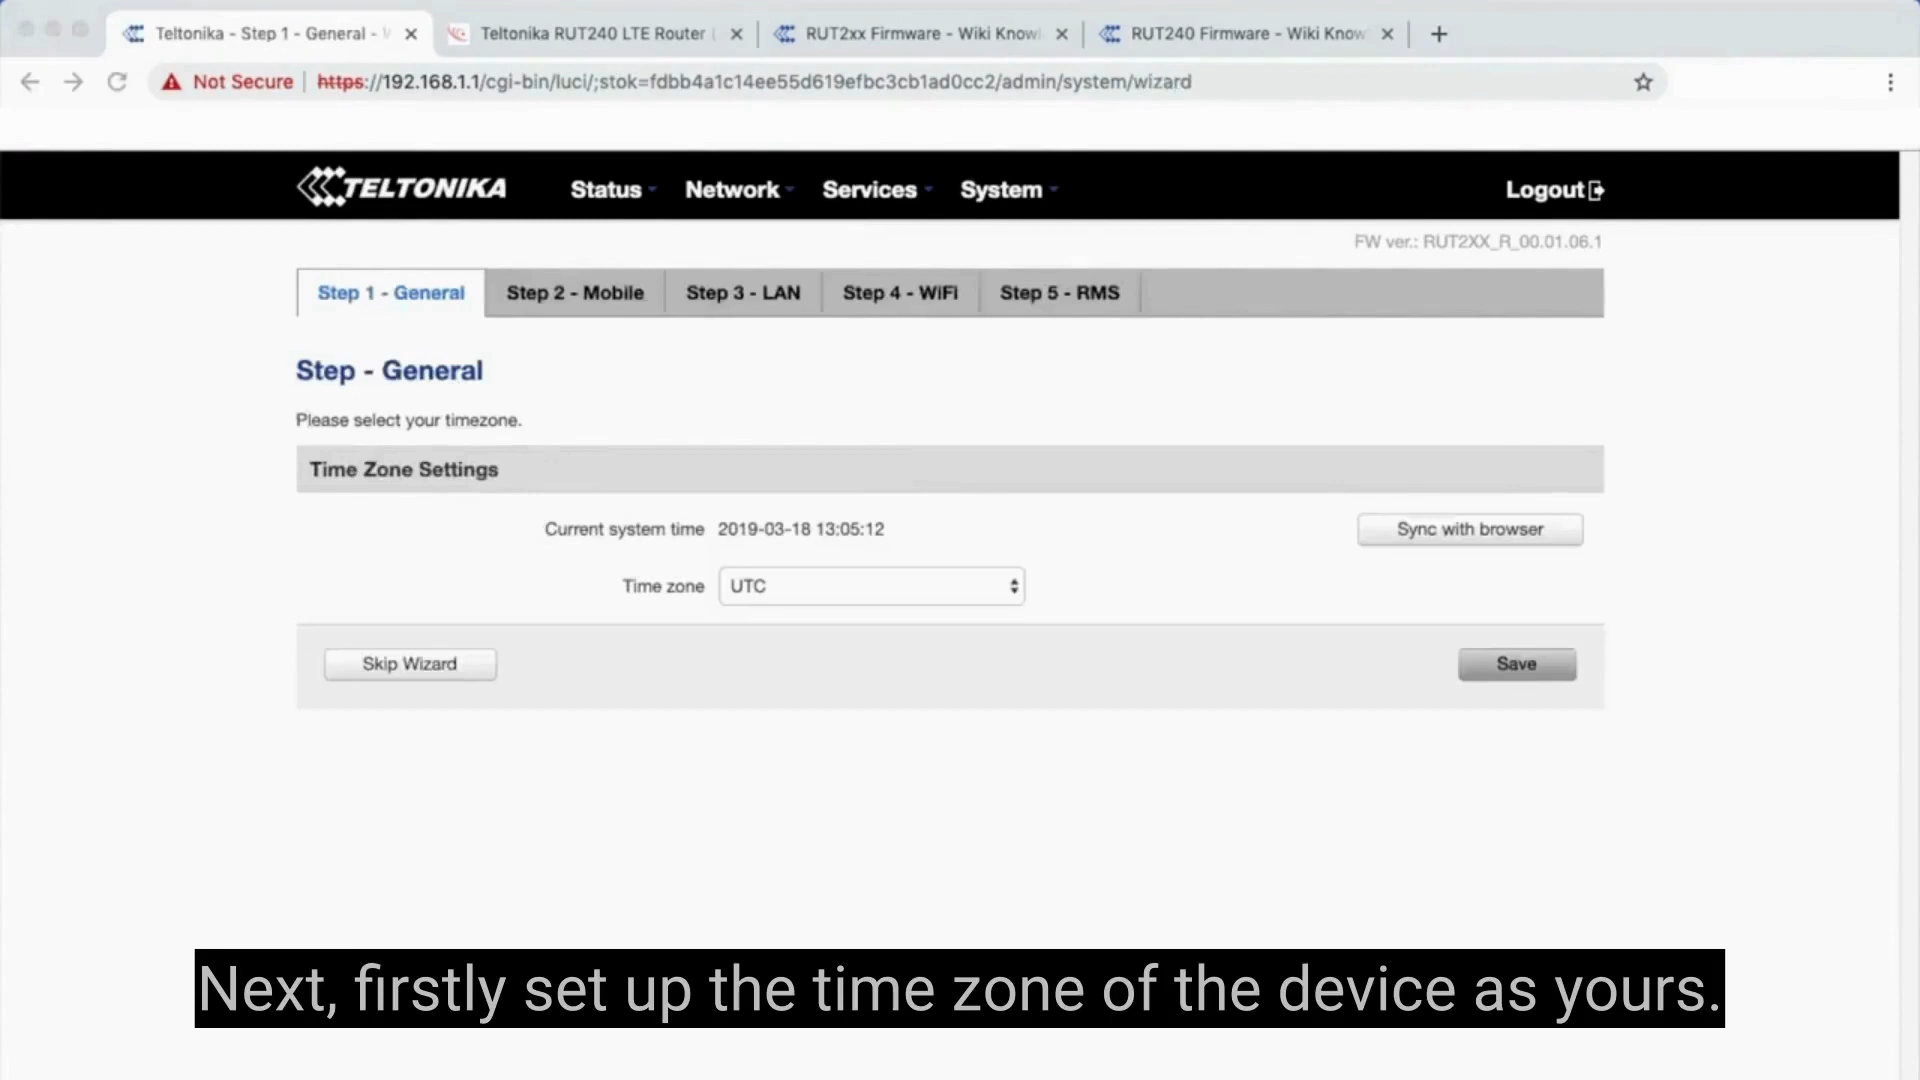 Teltonika - Step 1 - General -
Teltonika RUT240 LTE Router
RUT2xx Firmware - Wiki Knowl
RUT240 Firmware - Wiki Know
Not Secure
https://192.168.1.1/cgi-bin/luci/;stok=fdbb4a1c14ee55d619efbc3cb1ad0cc2/admin/system/wizard
TELTONIKA
Status
Network
Services
System
Logout
FW ver.: RUT2XX_R_00.01.06.1
Step 1 - General
Step 2 - Mobile
Step 3 - LAN
Step 4 - WiFi
Step 5 - RMS
Step - General
Please select your timezone.
Time Zone Settings
Current system time 2019-03-18 13:05:12
Sync with browser
Time zone UTC
Skip Wizard
Save
Next, firstly set up the time zone of the device as yours.